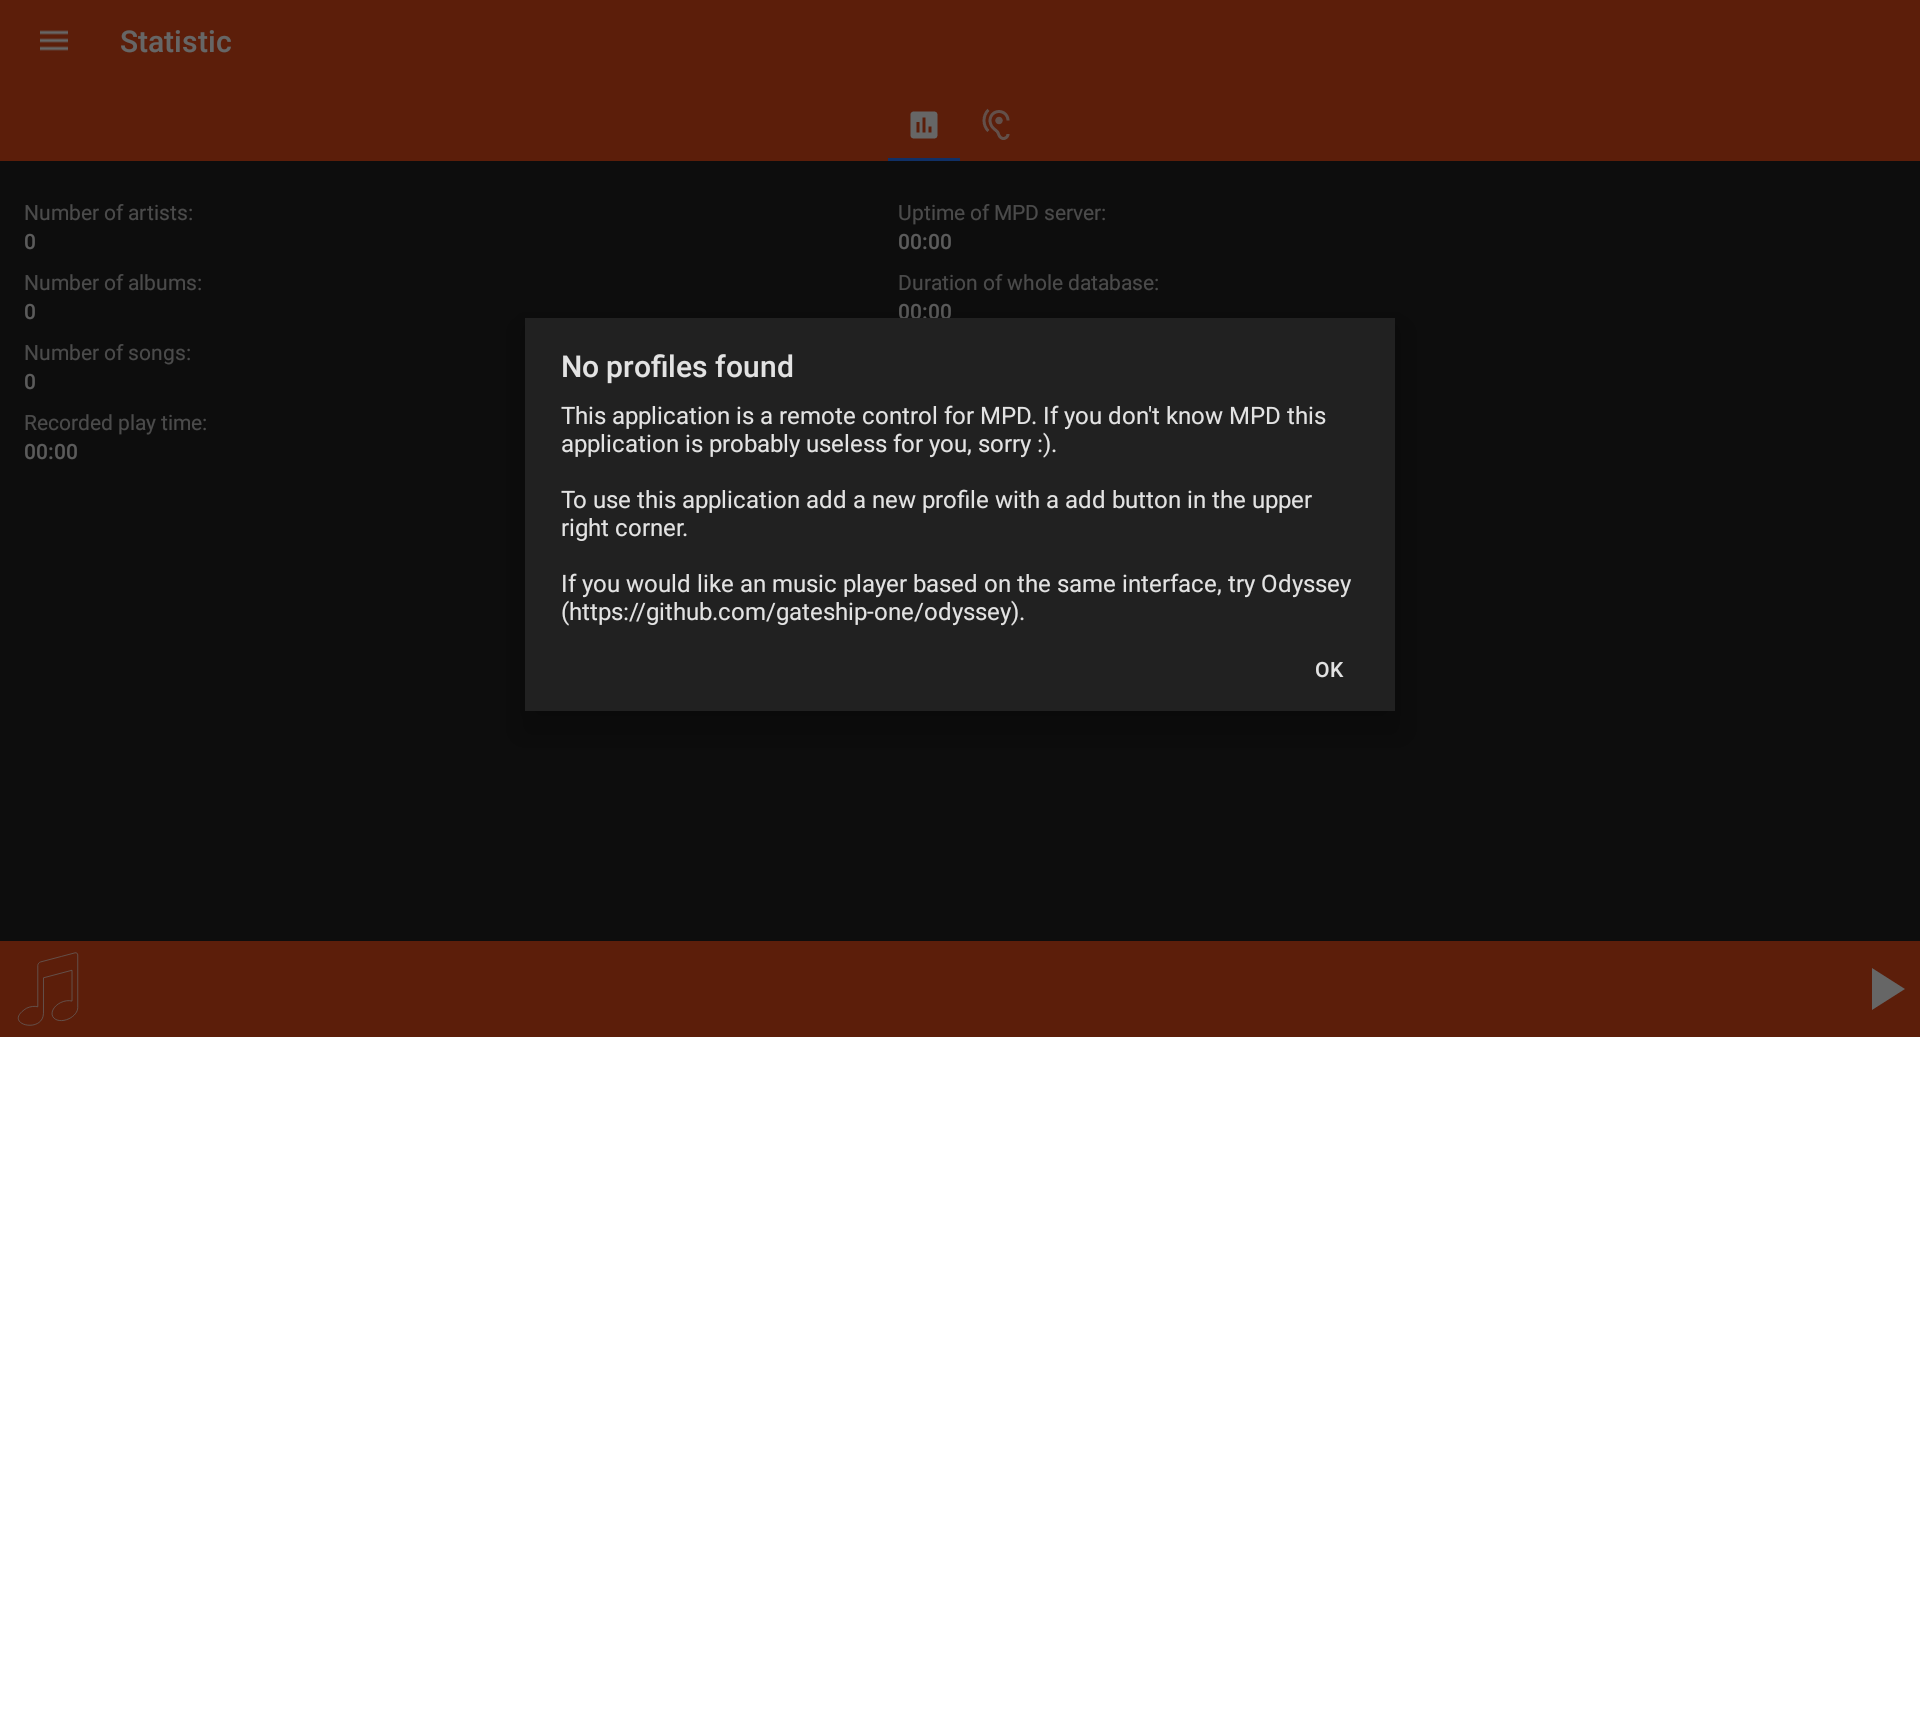 Statistic
Number of artists:
0
Number of albums:
0
Number of songs:
0
Recorded play time:
00:00
Uptime of MPD server:
00:00
Duration of whole database:
00:00
No profiles found
This application is a remote control for MPD. If you don't know MPD this
application is probably useless for you, sorry :).
To use this application add a new profile with a add button in the upper
right corner.
If you would like an music player based on the same interface, try Odyssey
(https://github.com/gateship-one/odyssey).
OK